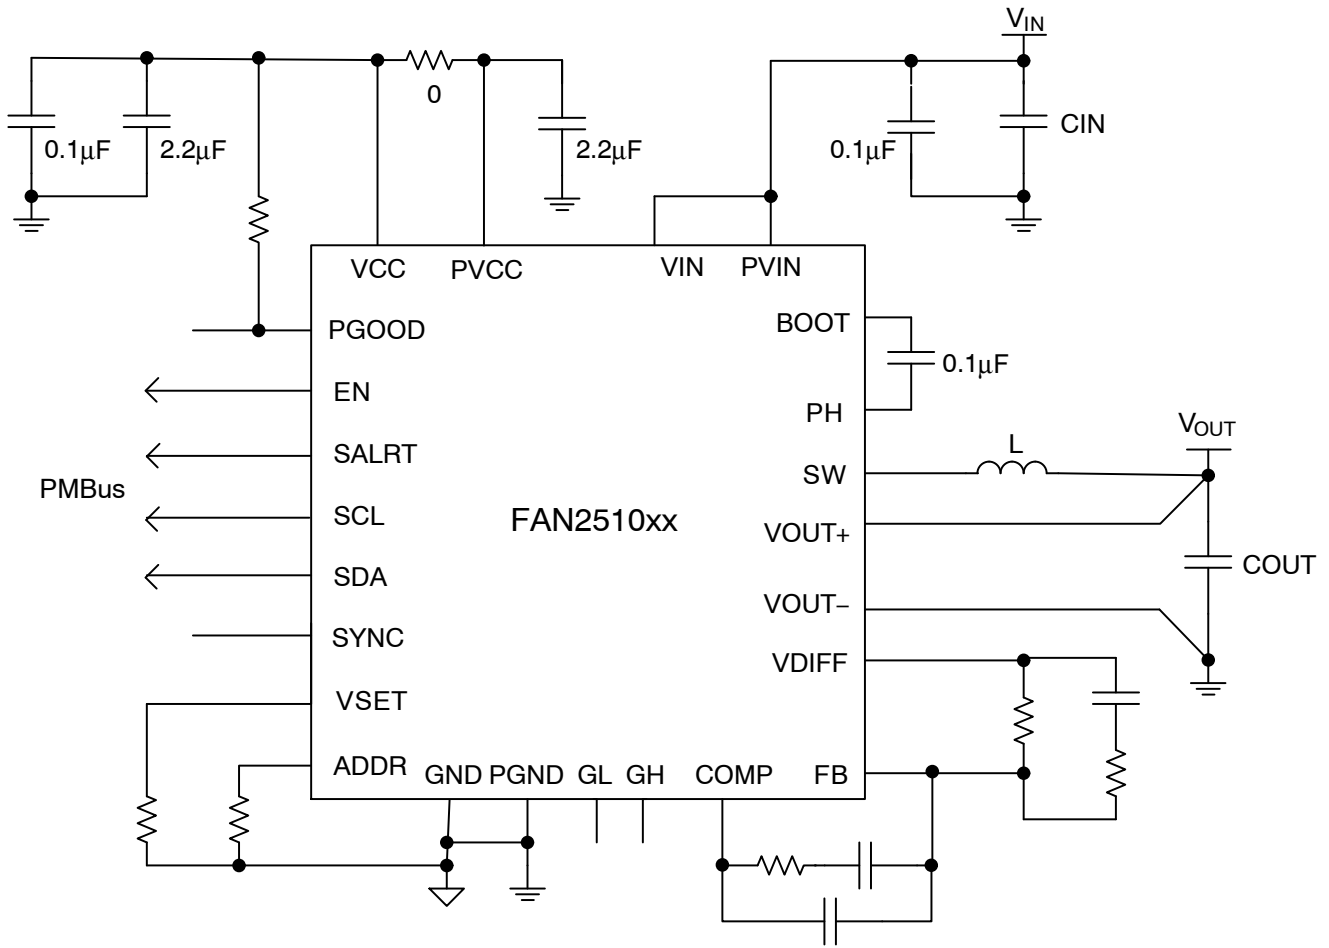 V_IN
0
0.1μF
2.2μF
2.2μF
0.1μF
CIN
VCC
PVCC
VIN
PVIN
PGOOD
BOOT
0.1μF
EN
PH
SALRT
V_OUT
L
SW
PMBus
SCL
FAN2510xx
VOUT+
SDA
COUT
VOUT−
SYNC
VDIFF
VSET
ADDR
GND
PGND
GL
GH
COMP
FB